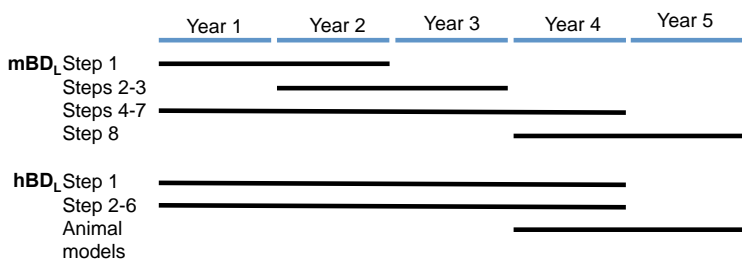 Year 1 Year 2 Year 3 Year 4 Year 5
mBDL Step 1
Steps 2-3
Steps 4-7
Step 8
hBDL Step 1
Step 2-6
Animal
models